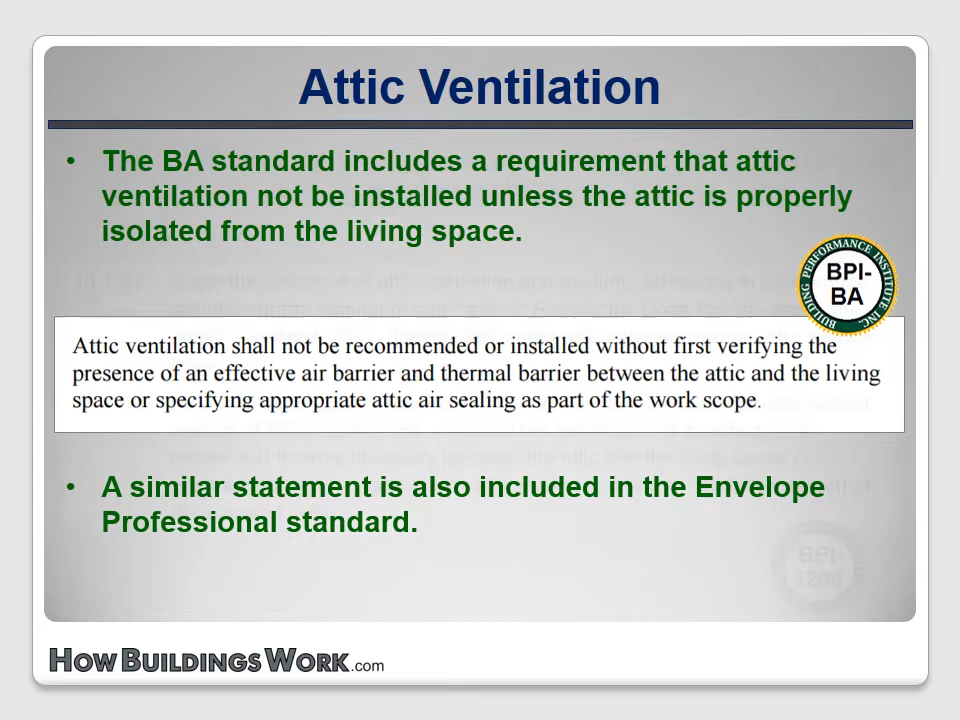 Attic Ventilation
• The BA standard includes a requirement that attic
ventilation not be installed unless the attic is properly
isolated from the living space.
BUILDING PERFORMANCE INSTITUTE INC.
BPI-
BA
Attic ventilation shall not be recommended or installed without first verifying the
presence of an effective air barrier and thermal barrier between the attic and the living
space or specifying appropriate attic air sealing as part of the work scope.
• A similar statement is also included in the Envelope
Professional standard.
BPI-
1200
HOWBUILDINGSWORK.com